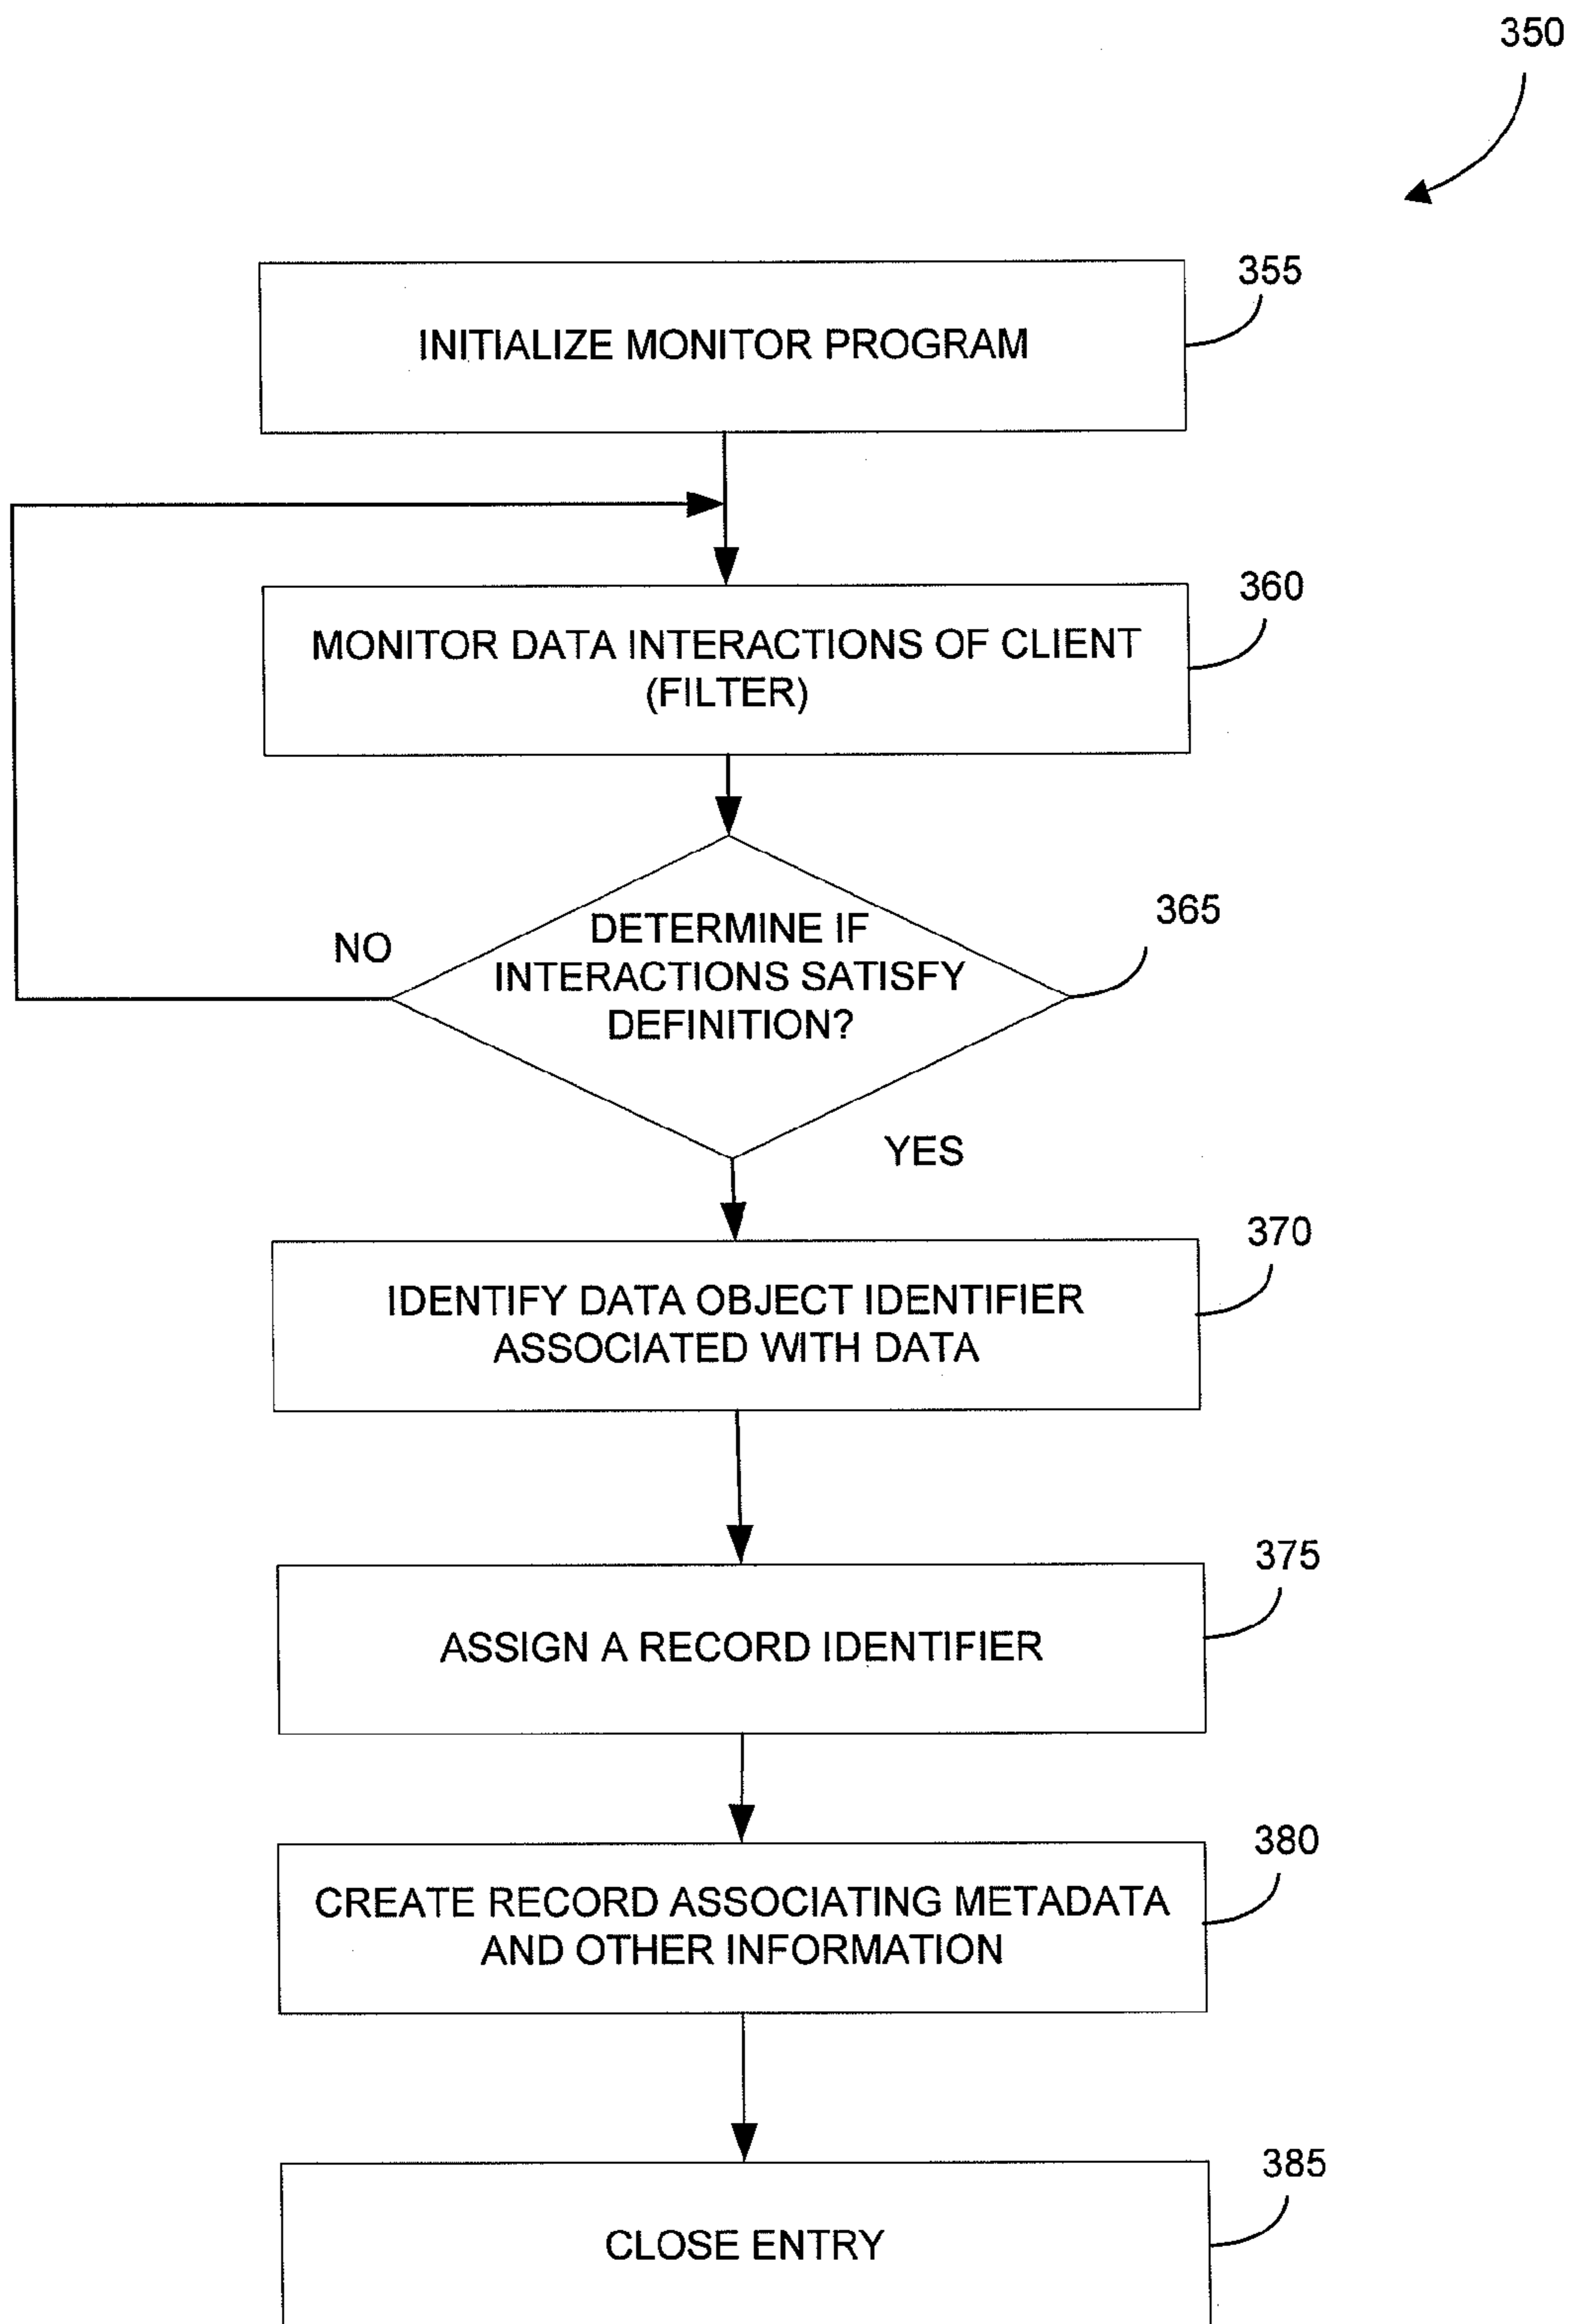 350
355
INITIALIZE MONITOR PROGRAM
360
MONITOR DATA INTERACTIONS OF CLIENT
(FILTER)
365
NO
DETERMINE IF
INTERACTIONS SATISFY
DEFINITION?
YES
370
IDENTIFY DATA OBJECT IDENTIFIER
ASSOCIATED WITH DATA
375
ASSIGN A RECORD IDENTIFIER
380
CREATE RECORD ASSOCIATING METADATA
AND OTHER INFORMATION
385
CLOSE ENTRY